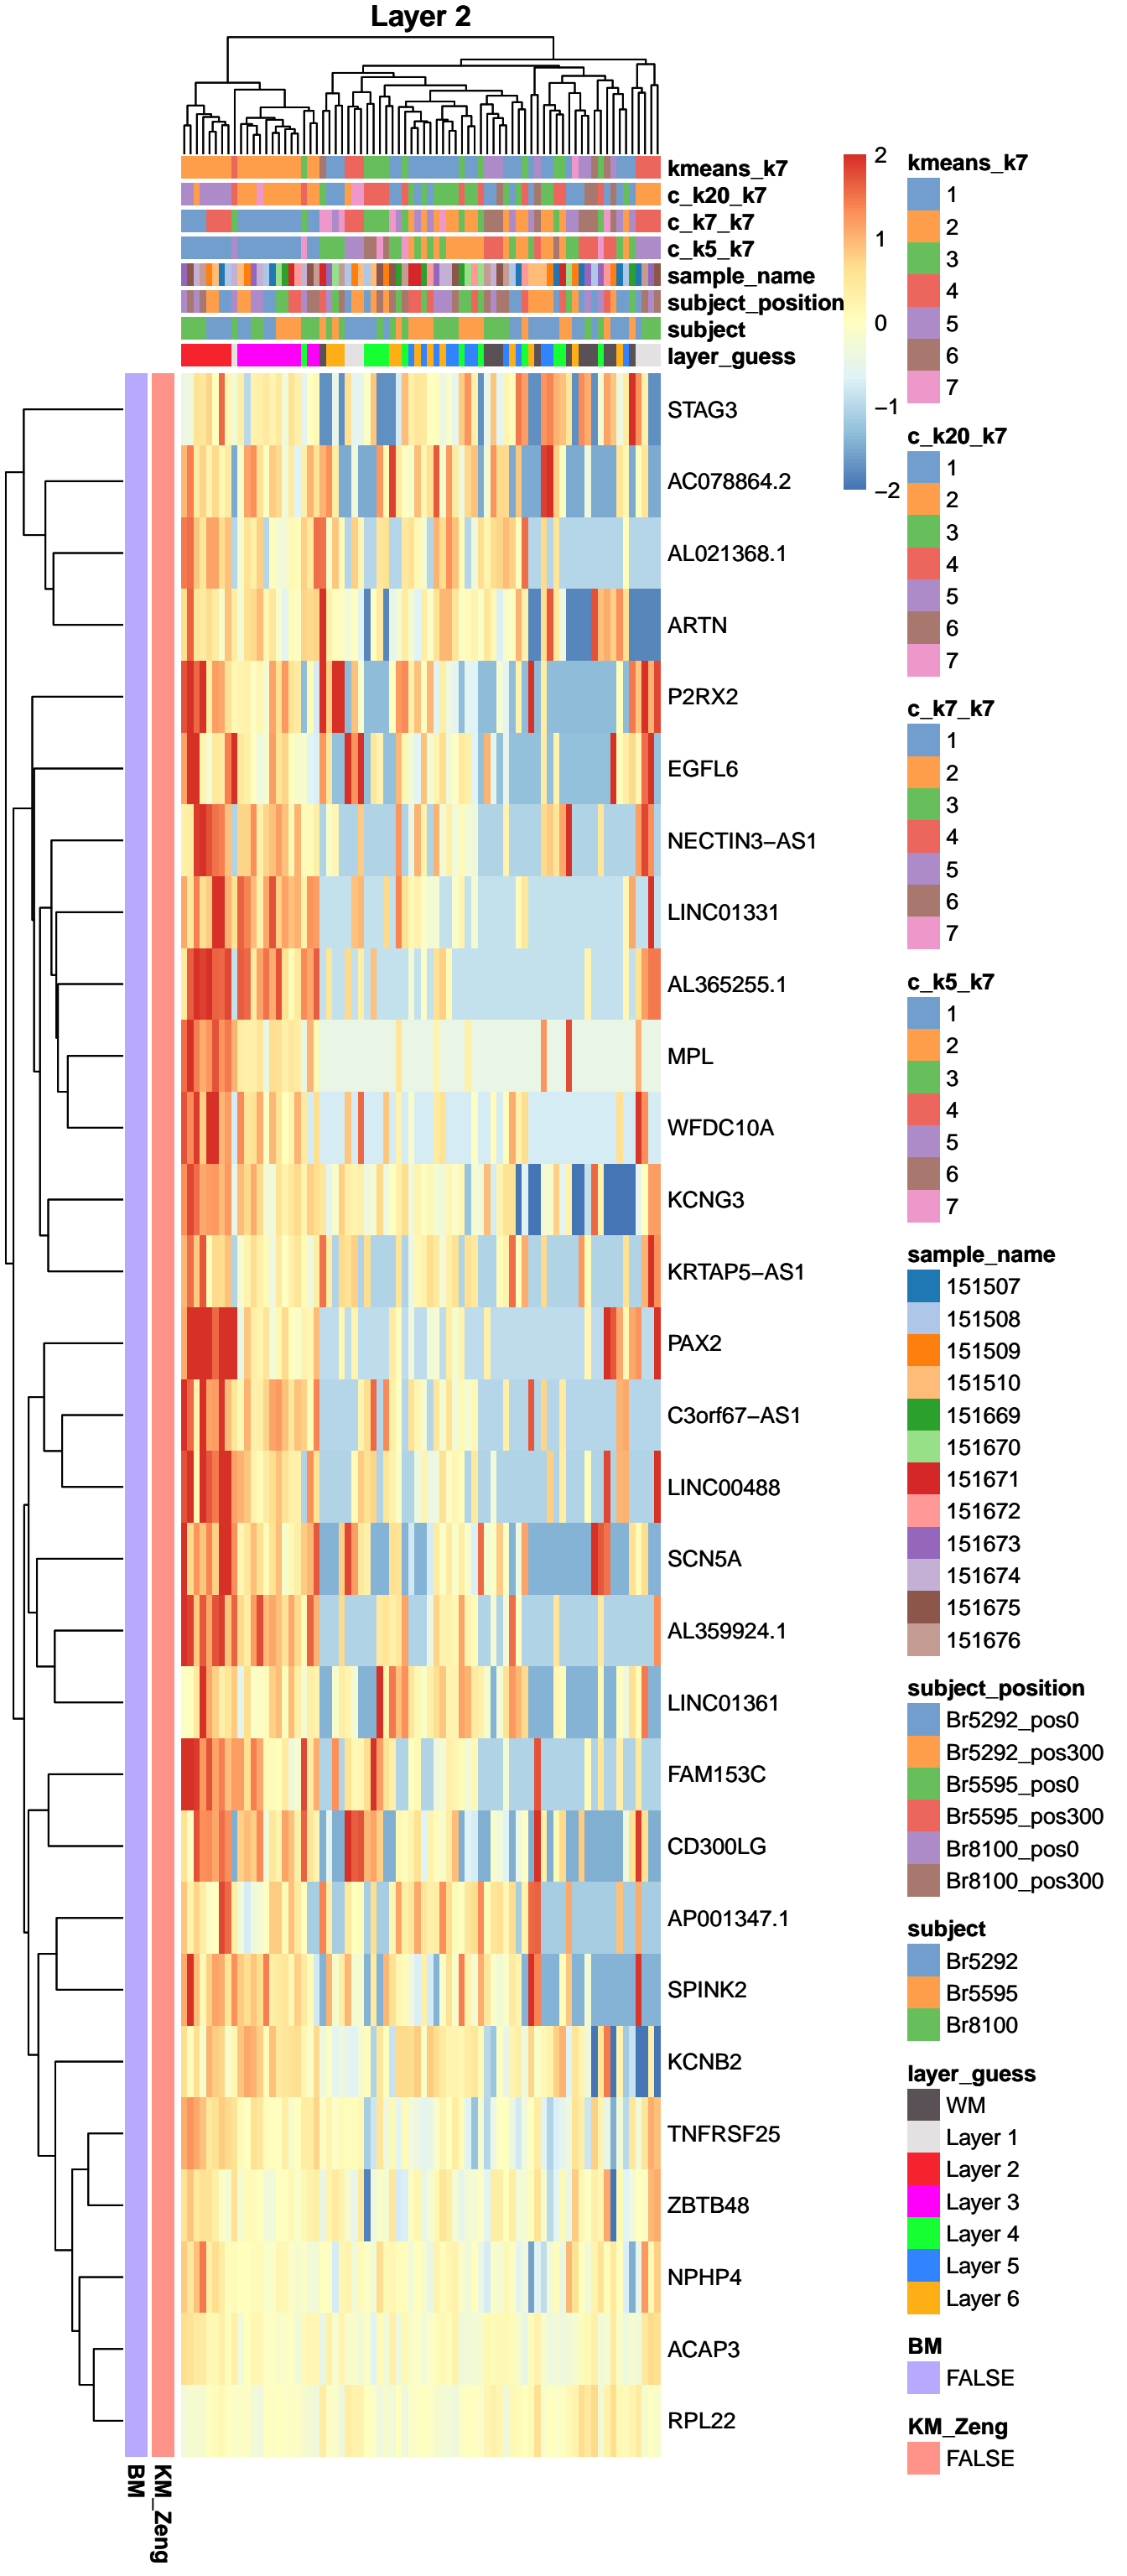 Layer 2
kmeans_k7
c_k20_k7
c_k7_k7
c_k5_k7
sample_name
subject_position
subject
layer_guess
2
1
0
−1
−2
STAG3
AC078864.2
AL021368.1
ARTN
P2RX2
EGFL6
NECTIN3−AS1
LINC01331
AL365255.1
MPL
WFDC10A
KCNG3
KRTAP5−AS1
PAX2
C3orf67−AS1
LINC00488
SCN5A
AL359924.1
LINC01361
FAM153C
CD300LG
AP001347.1
SPINK2
KCNB2
TNFRSF25
ZBTB48
NPHP4
ACAP3
RPL22
BM
KM_Zeng
kmeans_k7
1
2
3
4
5
6
7
c_k20_k7
1
2
3
4
5
6
7
c_k7_k7
1
2
3
4
5
6
7
c_k5_k7
1
2
3
4
5
6
7
sample_name
151507
151508
151509
151510
151669
151670
151671
151672
151673
151674
151675
151676
subject_position
Br5292_pos0
Br5292_pos300
Br5595_pos0
Br5595_pos300
Br8100_pos0
Br8100_pos300
subject
Br5292
Br5595
Br8100
layer_guess
WM
Layer 1
Layer 2
Layer 3
Layer 4
Layer 5
Layer 6
BM
FALSE
KM_Zeng
FALSE